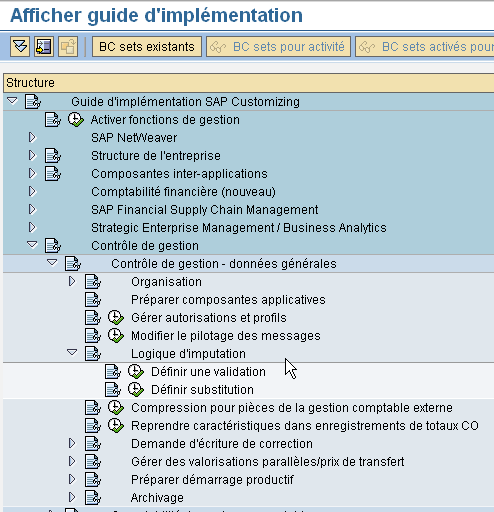 Afficher guide d'implémentation
BC sets existants BC sets pour activité BC sets activés pour
Structure
Guide d'implémentation SAP Customizing
Activer fonctions de gestion
SAP NetWeaver
Structure de l'entreprise
Composantes inter-applications
Comptabilité financière (nouveau)
SAP Financial Supply Chain Management
Strategic Enterprise Management / Business Analytics
Contrôle de gestion
Contrôle de gestion - données générales
Organisation
Préparer composantes applicatives
Gérer autorisations et profils
Modifier le pilotage des messages
Logique d'imputation
Définir une validation
Définir substitution
Compression pour pièces de la gestion comptable externe
Reprendre caractéristiques dans enregistrements de totaux CO
Demande d'écriture de correction
Gérer des valorisations parallèles/prix de transfert
Préparer démarrage productif
Archivage